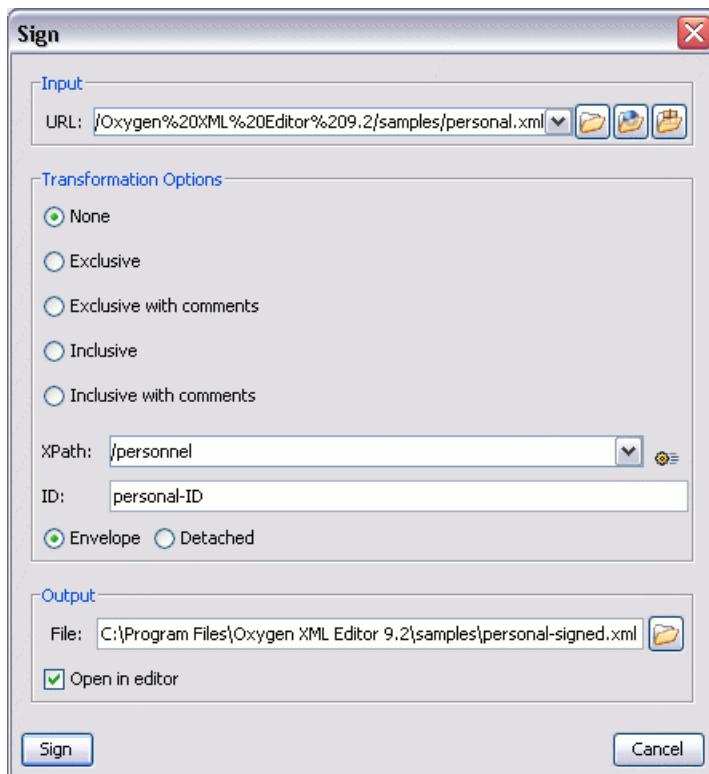 Sign
Input
URL: /Oxygen%20XML%20Editor%209.2/samples/personal.xml
Transformation Options
None
Exclusive
Exclusive with comments
Inclusive
Inclusive with comments
XPath: /personnel
ID: personal-ID
Envelope Detached
Output
File: C:\Program Files\Oxygen XML Editor 9.2\samples\personal-signed.xml
Open in editor
Sign Cancel